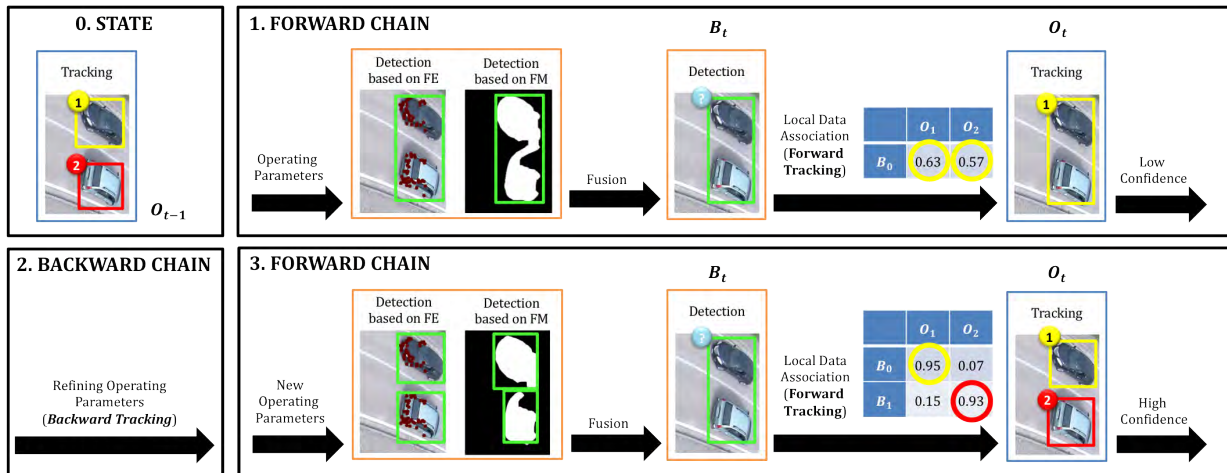 0. STATE
Tracking
1
2
O_{t-1}
1. FORWARD CHAIN
Operating
Parameters
Detection
based on FE
Detection
based on FM
Fusion
B_t
Detection
?
Local Data
Association
(Forward
Tracking)
O_1 O_2
B_0 0.63 0.57
O_t
Tracking
1
Low
Confidence
2. BACKWARD CHAIN
Refining Operating
Parameters
(Backward Tracking)
3. FORWARD CHAIN
New
Operating
Parameters
Detection
based on FE
Detection
based on FM
Fusion
B_t
Detection
?
Local Data
Association
(Forward
Tracking)
O_1 O_2
B_0 0.95 0.07
B_1 0.15 0.93
O_t
Tracking
1
2
High
Confidence